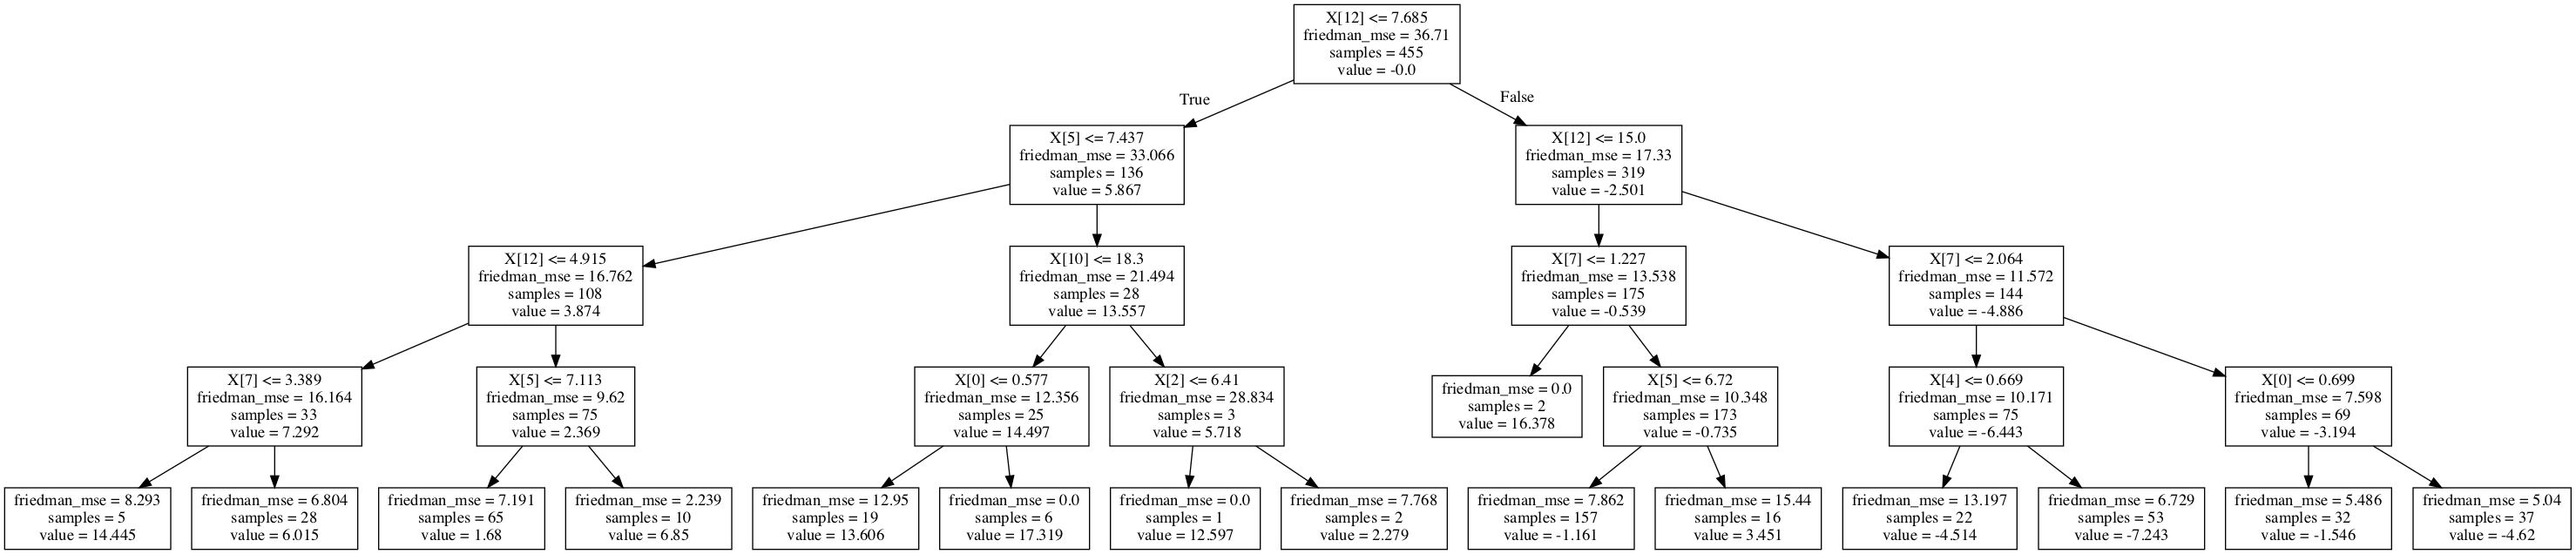 X[12] <= 7.685
friedman_mse = 36.71
samples = 455
value = -0.0
True
False
X[5] <= 7.437
friedman_mse = 33.066
samples = 136
value = 5.867
X[12] <= 15.0
friedman_mse = 17.33
samples = 319
value = -2.501
X[12] <= 4.915
friedman_mse = 16.762
samples = 108
value = 3.874
X[10] <= 18.3
friedman_mse = 21.494
samples = 28
value = 13.557
X[7] <= 1.227
friedman_mse = 13.538
samples = 175
value = -0.539
X[7] <= 2.064
friedman_mse = 11.572
samples = 144
value = -4.886
X[7] <= 3.389
friedman_mse = 16.164
samples = 33
value = 7.292
X[5] <= 7.113
friedman_mse = 9.62
samples = 75
value = 2.369
X[0] <= 0.577
friedman_mse = 12.356
samples = 25
value = 14.497
X[2] <= 6.41
friedman_mse = 28.834
samples = 3
value = 5.718
friedman_mse = 0.0
samples = 2
value = 16.378
X[5] <= 6.72
friedman_mse = 10.348
samples = 173
value = -0.735
X[4] <= 0.669
friedman_mse = 10.171
samples = 75
value = -6.443
X[0] <= 0.699
friedman_mse = 7.598
samples = 69
value = -3.194
friedman_mse = 8.293
samples = 5
value = 14.445
friedman_mse = 6.804
samples = 28
value = 6.015
friedman_mse = 7.191
samples = 65
value = 1.68
friedman_mse = 2.239
samples = 10
value = 6.85
friedman_mse = 12.95
samples = 19
value = 13.606
friedman_mse = 0.0
samples = 6
value = 17.319
friedman_mse = 0.0
samples = 1
value = 12.597
friedman_mse = 7.768
samples = 2
value = 2.279
friedman_mse = 7.862
samples = 157
value = -1.161
friedman_mse = 15.44
samples = 16
value = 3.451
friedman_mse = 13.197
samples = 22
value = -4.514
friedman_mse = 6.729
samples = 53
value = -7.243
friedman_mse = 5.486
samples = 32
value = -1.546
friedman_mse = 5.04
samples = 37
value = -4.62